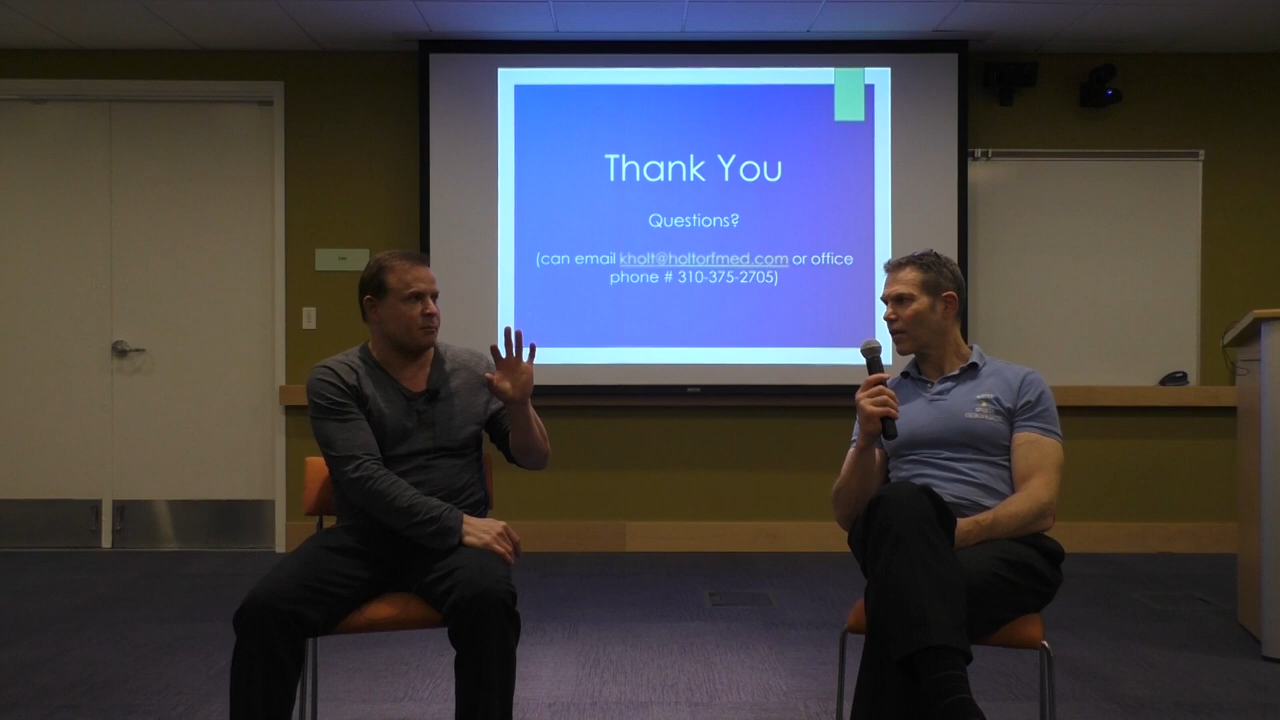 Thank You
Questions?
(can email kholt@holtorfmed.com or office
phone # 310-375-2705)